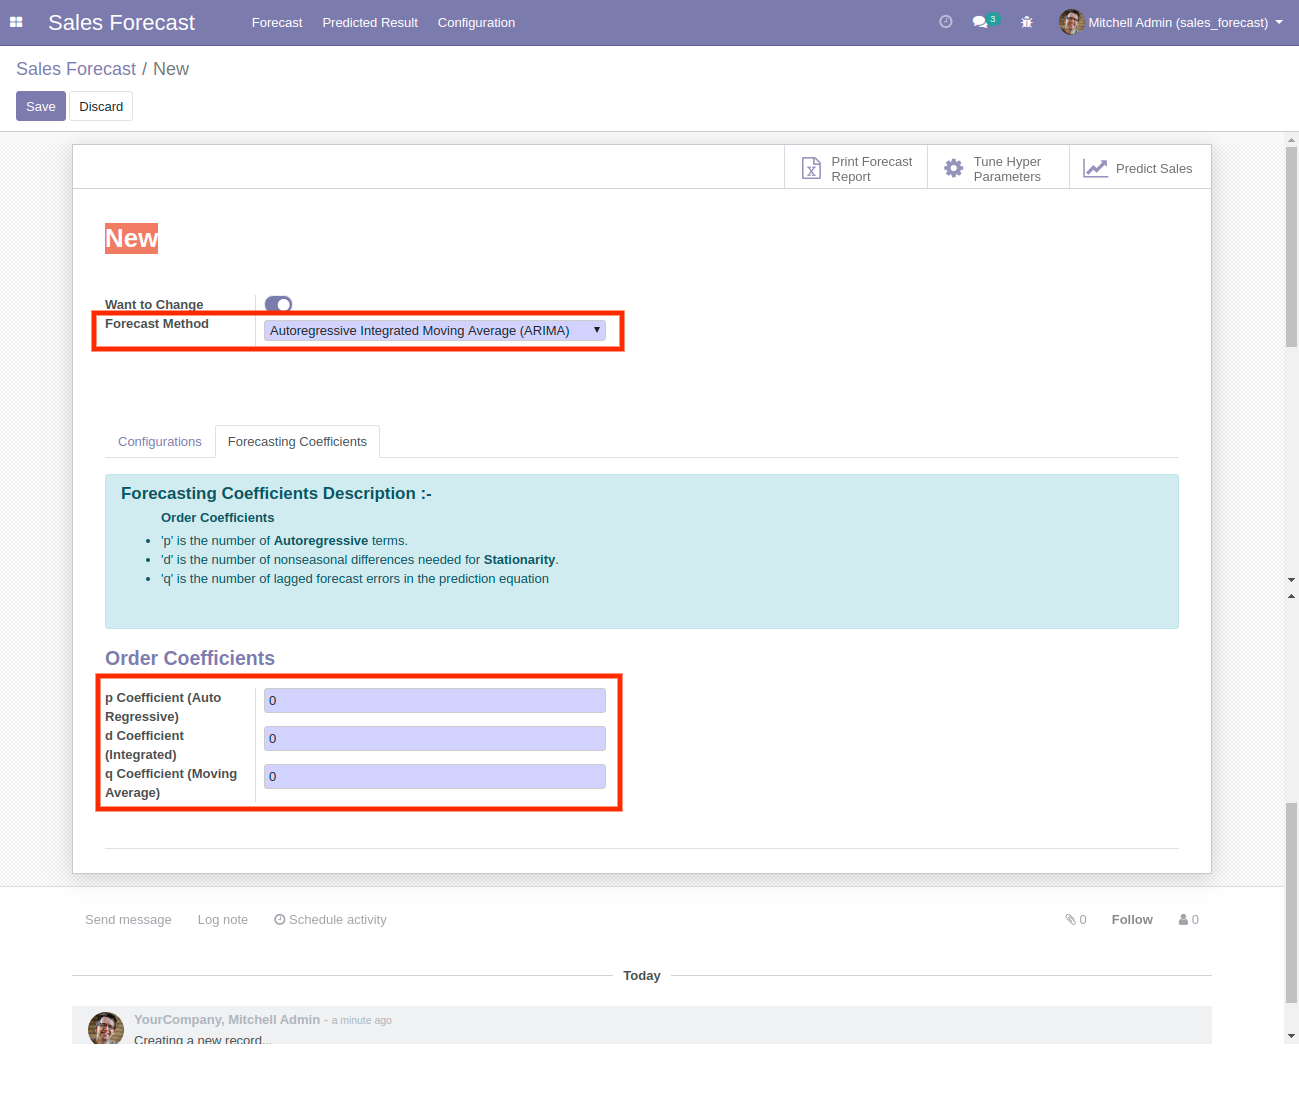 Sales Forecast Forecast Predicted Result Configuration 3 Mitchell Admin (sales_forecast)
Sales Forecast / New
Save Discard
Print Forecast Report
Tune Hyper Parameters
Predict Sales
New
Want to Change
Forecast Method Autoregressive Integrated Moving Average (ARIMA)
Configurations Forecasting Coefficients
Forecasting Coefficients Description :-
Order Coefficients
• 'p' is the number of Autoregressive terms.
• 'd' is the number of nonseasonal differences needed for Stationarity.
• 'q' is the number of lagged forecast errors in the prediction equation
Order Coefficients
p Coefficient (Auto Regressive) 0
d Coefficient (Integrated) 0
q Coefficient (Moving Average) 0
Send message Log note Schedule activity 0 Follow 0
Today
YourCompany, Mitchell Admin - a minute ago
Creating a new record...